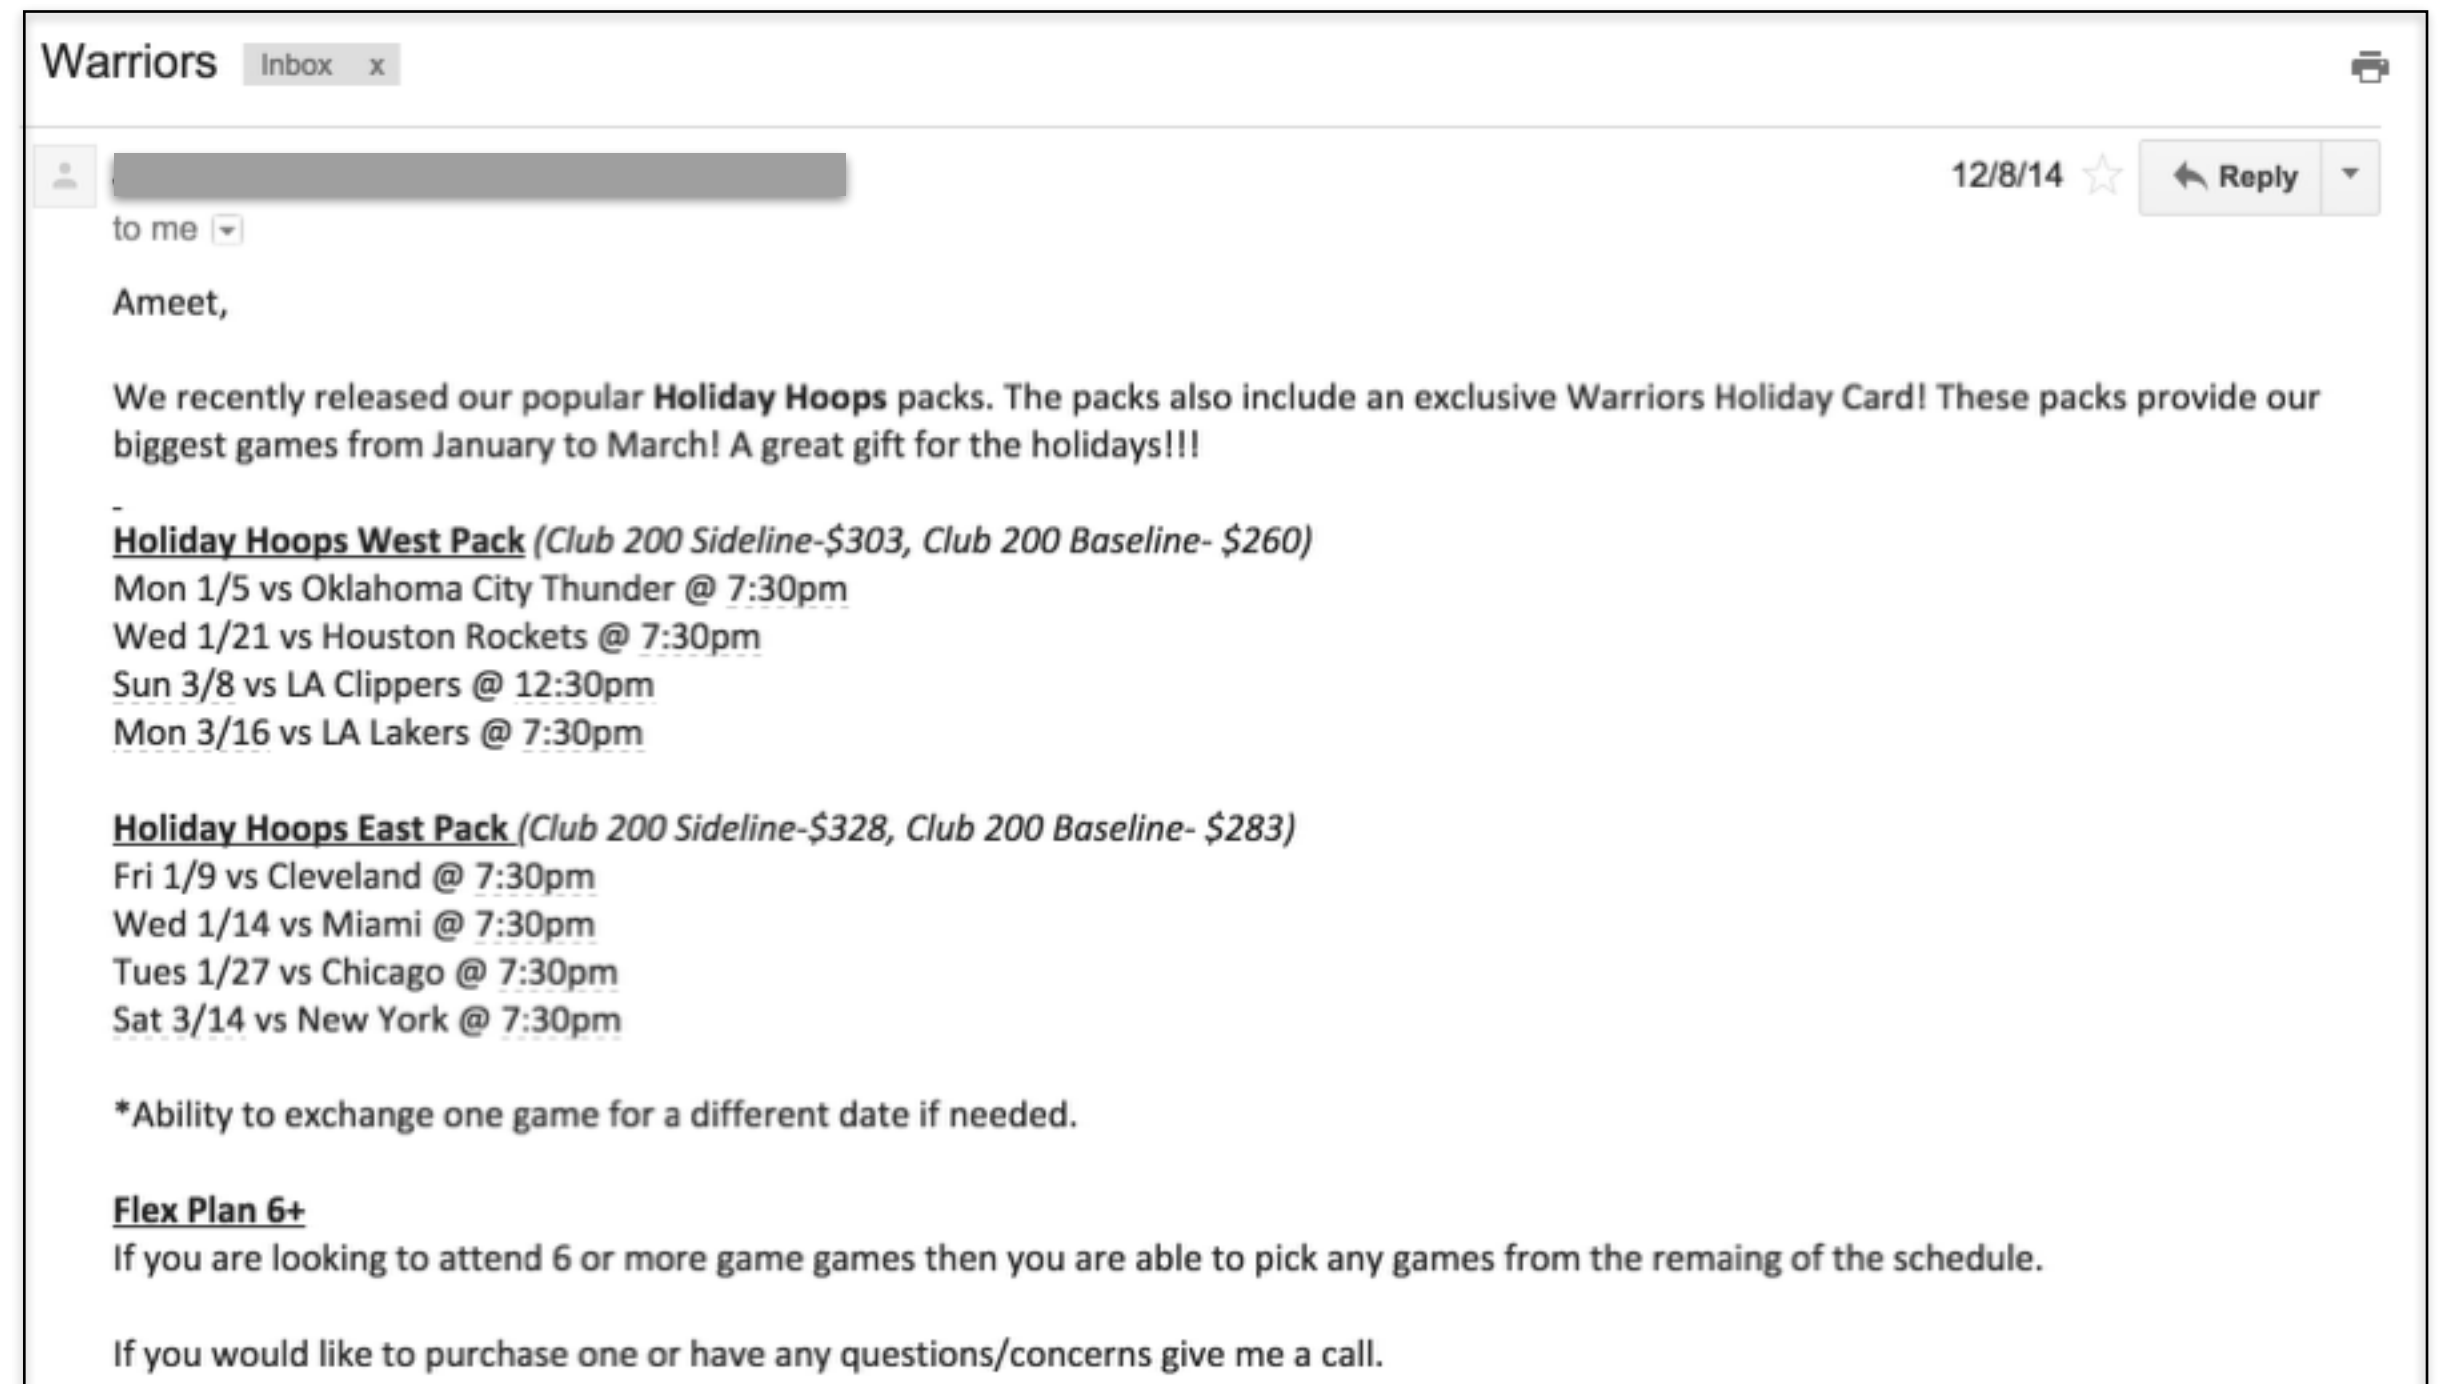 Warriors Inbox x
12/8/14 Reply
to me
Ameet,
We recently released our popular Holiday Hoops packs. The packs also include an exclusive Warriors Holiday Card! These packs provide our
biggest games from January to March! A great gift for the holidays!!!
Holiday Hoops West Pack (Club 200 Sideline-$303, Club 200 Baseline- $260)
Mon 1/5 vs Oklahoma City Thunder @ 7:30pm
Wed 1/21 vs Houston Rockets @ 7:30pm
Sun 3/8 vs LA Clippers @ 12:30pm
Mon 3/16 vs LA Lakers @ 7:30pm
Holiday Hoops East Pack (Club 200 Sideline-$328, Club 200 Baseline- $283)
Fri 1/9 vs Cleveland @ 7:30pm
Wed 1/14 vs Miami @ 7:30pm
Tues 1/27 vs Chicago @ 7:30pm
Sat 3/14 vs New York @ 7:30pm
*Ability to exchange one game for a different date if needed.
Flex Plan 6+
If you are looking to attend 6 or more game games then you are able to pick any games from the remaing of the schedule.
If you would like to purchase one or have any questions/concerns give me a call.